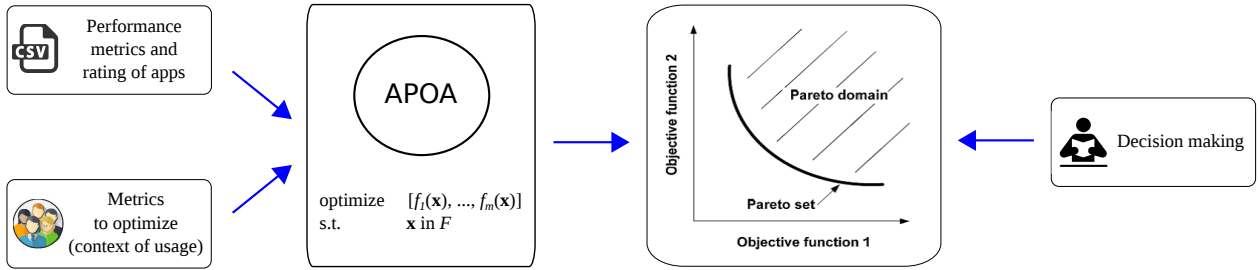 CSV
Performance
metrics and
rating of apps
Metrics
to optimize
(context of usage)
APOA
optimize [f1(x), ..., fm(x)]
s.t. x in F
Objective function 2
Pareto domain
Pareto set
Objective function 1
Decision making